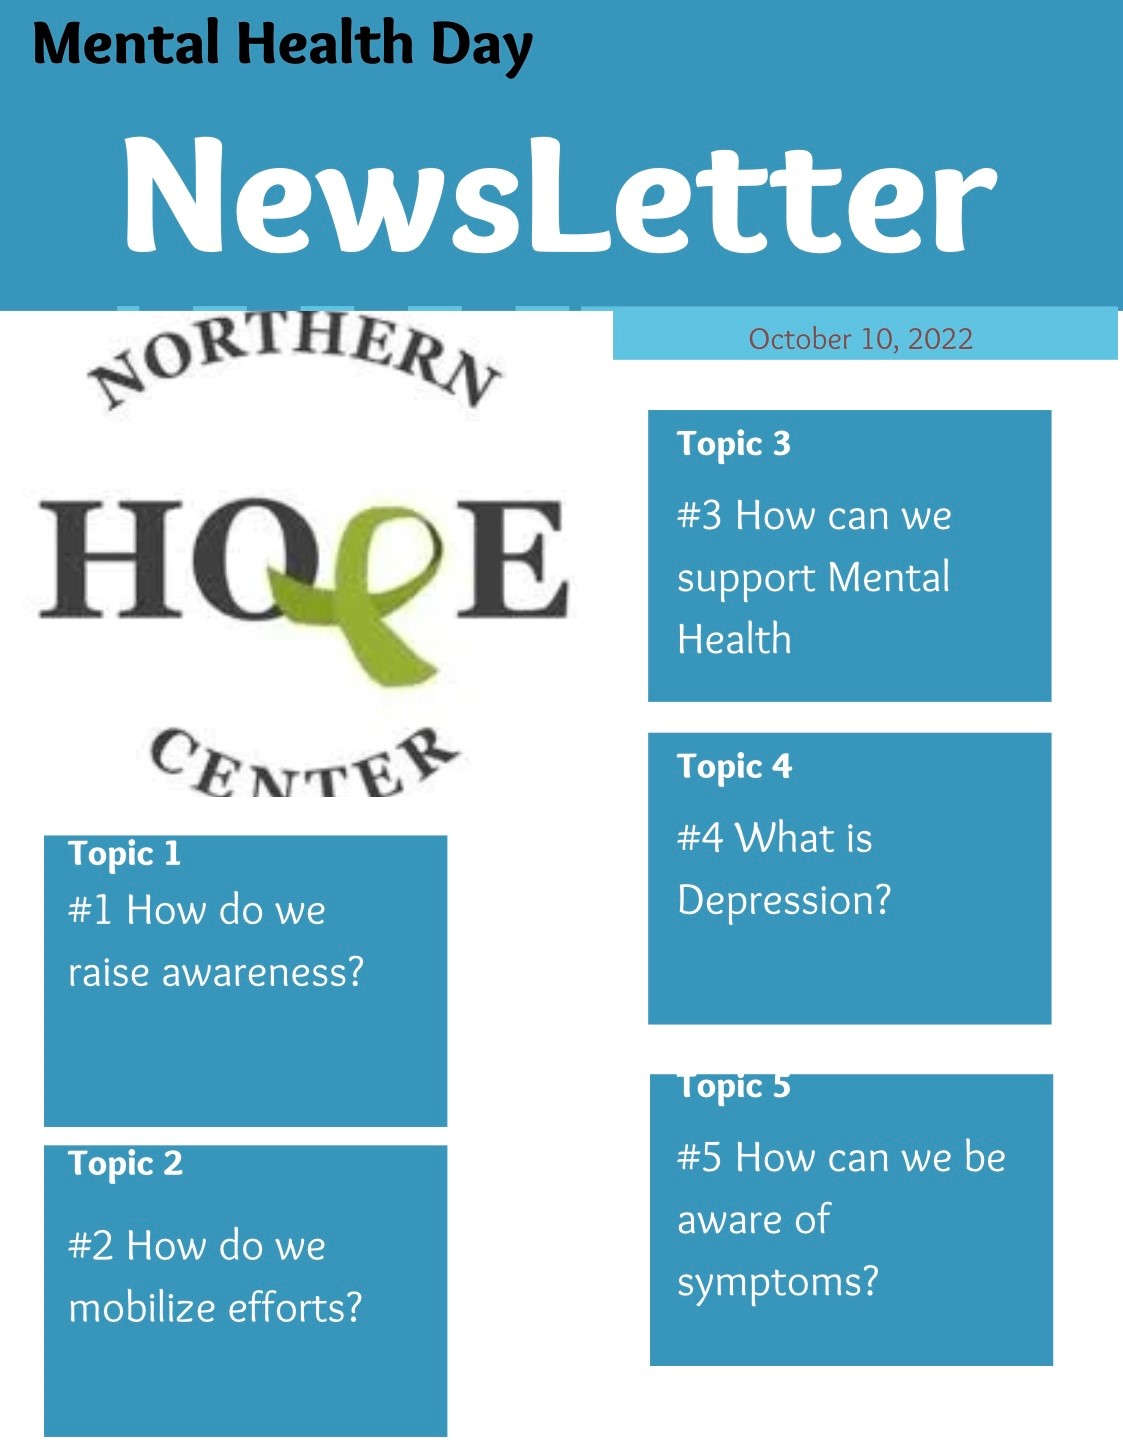 Mental Health Day
NewsLetter
October 10, 2022
NORTHERN
HOPE
CENTER
Topic 1
#1 How do we
raise awareness?
Topic 2
#2 How do we
mobilize efforts?
Topic 3
#3 How can we
support Mental
Health
Topic 4
#4 What is
Depression?
Topic 5
#5 How can we be
aware of
symptoms?